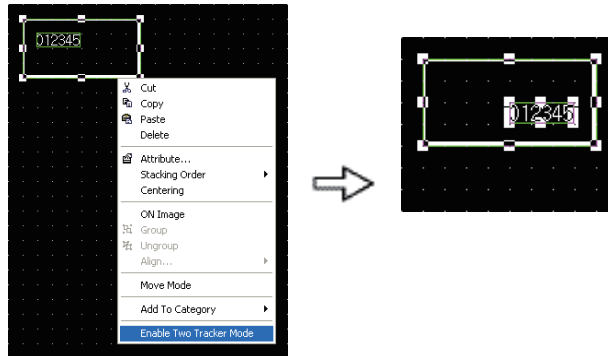 012345
Cut
Copy
Paste
Delete
Attribute...
Stacking Order
Centering
ON Image
Group
Ungroup
Align...
Move Mode
Add To Category
Enable Two Tracker Mode
012345